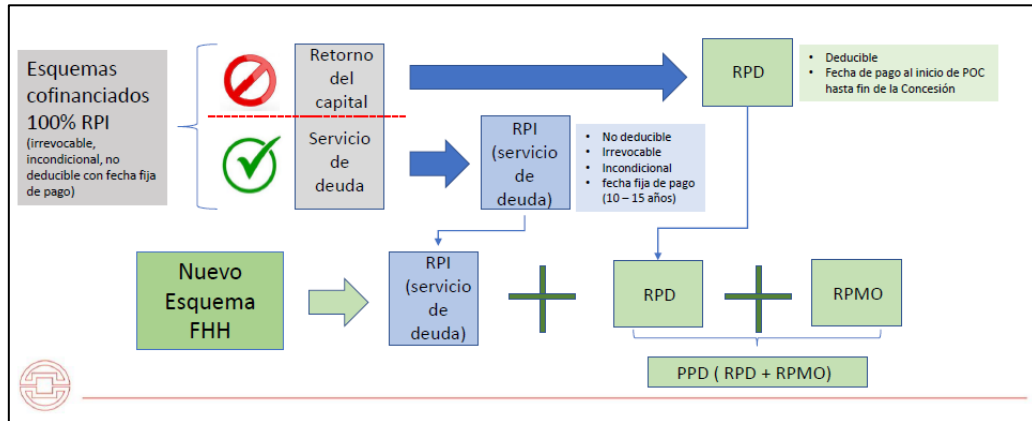 Esquemas
cofinanciados
100% RPI
(irrevocable,
incondicional, no
deducible con fecha fija
de pago)
Retorno
del
capital
Servicio
de
deuda
RPD
• Deducible
• Fecha de pago al inicio de POC
hasta fin de la Concesión
RPI
(servicio
de
deuda)
• No deducible
• Irrevocable
• Incondicional
• fecha fija de pago
(10 – 15 años)
Nuevo
Esquema
FHH
RPI
(servicio
de
deuda)
RPD
RPMO
PPD ( RPD + RPMO)